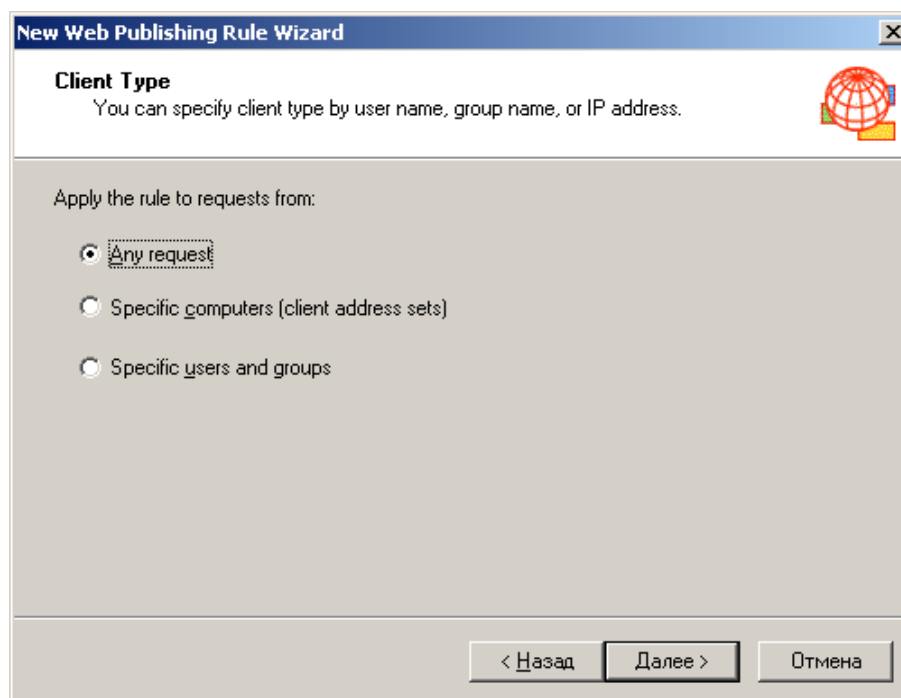 New Web Publishing Rule Wizard
Client Type
You can specify client type by user name, group name, or IP address.
Apply the rule to requests from:
Any request
Specific computers (client address sets)
Specific users and groups
< Назад Далее > Отмена